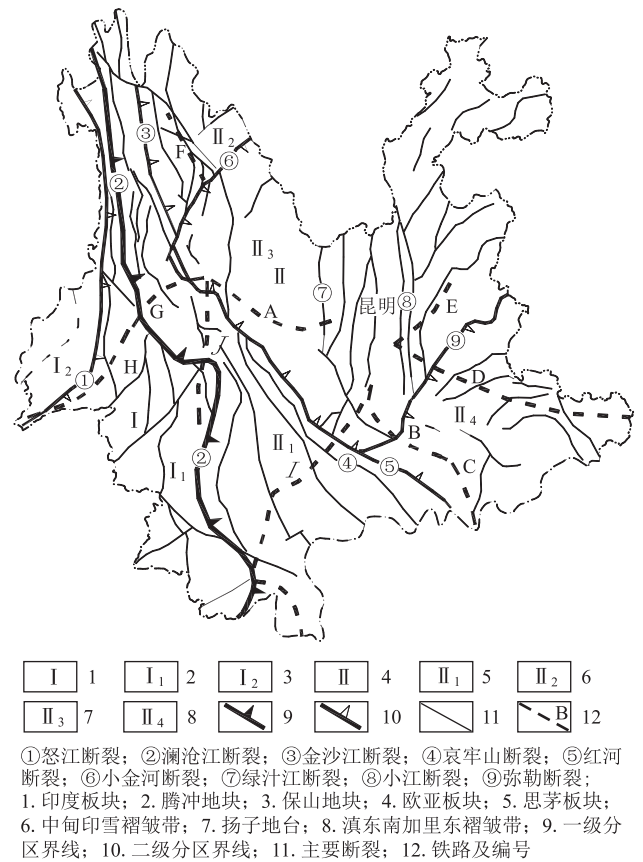 ③
F
Ⅱ₂
⑥
②
Ⅱ₃
Ⅱ
⑦
昆明
⑧
E
⑨
G
A
J
H
Ⅰ₂
①
D
Ⅱ₄
Ⅰ
B
Ⅱ₁
Ⅰ₁
②
I
④
⑤
C
Ⅰ 1 Ⅰ₁ 2 Ⅰ₂ 3 Ⅱ 4 Ⅱ₁ 5 Ⅱ₂ 6
Ⅱ₃ 7 Ⅱ₄ 8 9 10 11 B 12
①怒江断裂；②澜沧江断裂；③金沙江断裂；④哀牢山断裂；⑤红河
断裂；⑥小金河断裂；⑦绿汁江断裂；⑧小江断裂；⑨弥勒断裂；
1. 印度板块；2. 腾冲地块；3. 保山地块；4. 欧亚板块；5. 思茅板块；
6. 中甸印雪褶皱带；7. 扬子地台；8. 滇东南加里东褶皱带；9. 一级分
区界线；10. 二级分区界线；11. 主要断裂；12. 铁路及编号